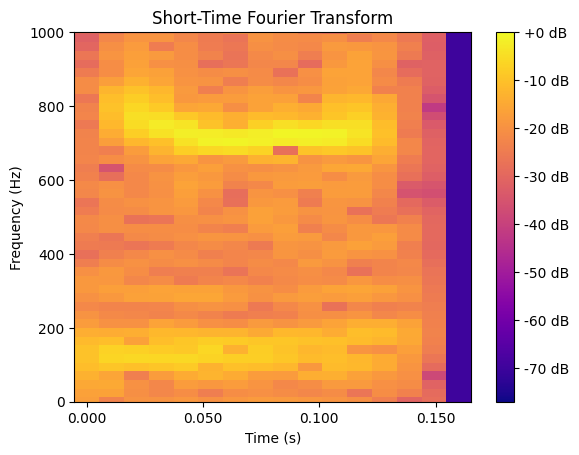 Short-Time Fourier Transform
1000
800
600
400
200
0
Frequency (Hz)
0.000
0.050
0.100
0.150
Time (s)
+0 dB
-10 dB
-20 dB
-30 dB
-40 dB
-50 dB
-60 dB
-70 dB